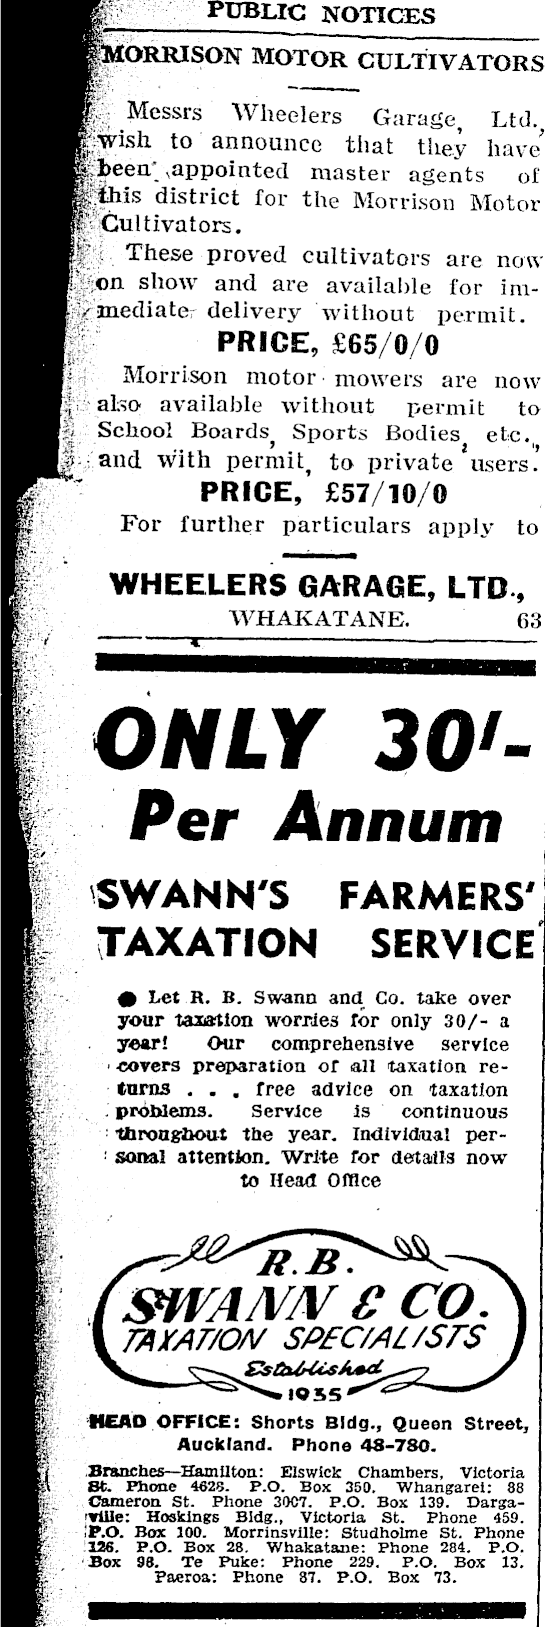 PUBLIC NOTICES
MORRISON MOTOR CULTIVATORS
Messrs Wheelers Garage, Ltd.,
wish to announce that they have
been appointed master agents of
this district for the Morrison Motor
Cultivators.
These proved cultivators are now
on show and are available for im-
mediate delivery without permit.
PRICE, £65/0/0
Morrison motor mowers are now
also available without permit to
School Boards, Sports Bodies, etc.,
and with permit, to private users.
PRICE, £57/10/0
For further particulars apply to
WHEELERS GARAGE, LTD.,
WHAKATANE. 63
ONLY 30/-
Per Annum
SWANN'S FARMERS'
TAXATION SERVICE
● Let R. B. Swann and Co. take over
your taxation worries for only 30/- a
year! Our comprehensive service
covers preparation of all taxation re-
turns . . . free advice on taxation
problems. Service is continuous
throughout the year. Individual per-
sonal attention. Write for details now
to Head Office
R. B.
SWANN & CO.
TAXATION SPECIALISTS
Established
1935
HEAD OFFICE: Shorts Bldg., Queen Street,
Auckland. Phone 48-780.
Branches—Hamilton: Elswick Chambers, Victoria
St. Phone 4628. P.O. Box 350. Whangarei: 88
Cameron St. Phone 3007. P.O. Box 139. Darga-
ville: Hoskings Bldg., Victoria St. Phone 459.
P.O. Box 100. Morrinsville: Studholme St. Phone
126. P.O. Box 28. Whakatane: Phone 284. P.O.
Box 98. Te Puke: Phone 229. P.O. Box 13.
Paeroa: Phone 87. P.O. Box 73.